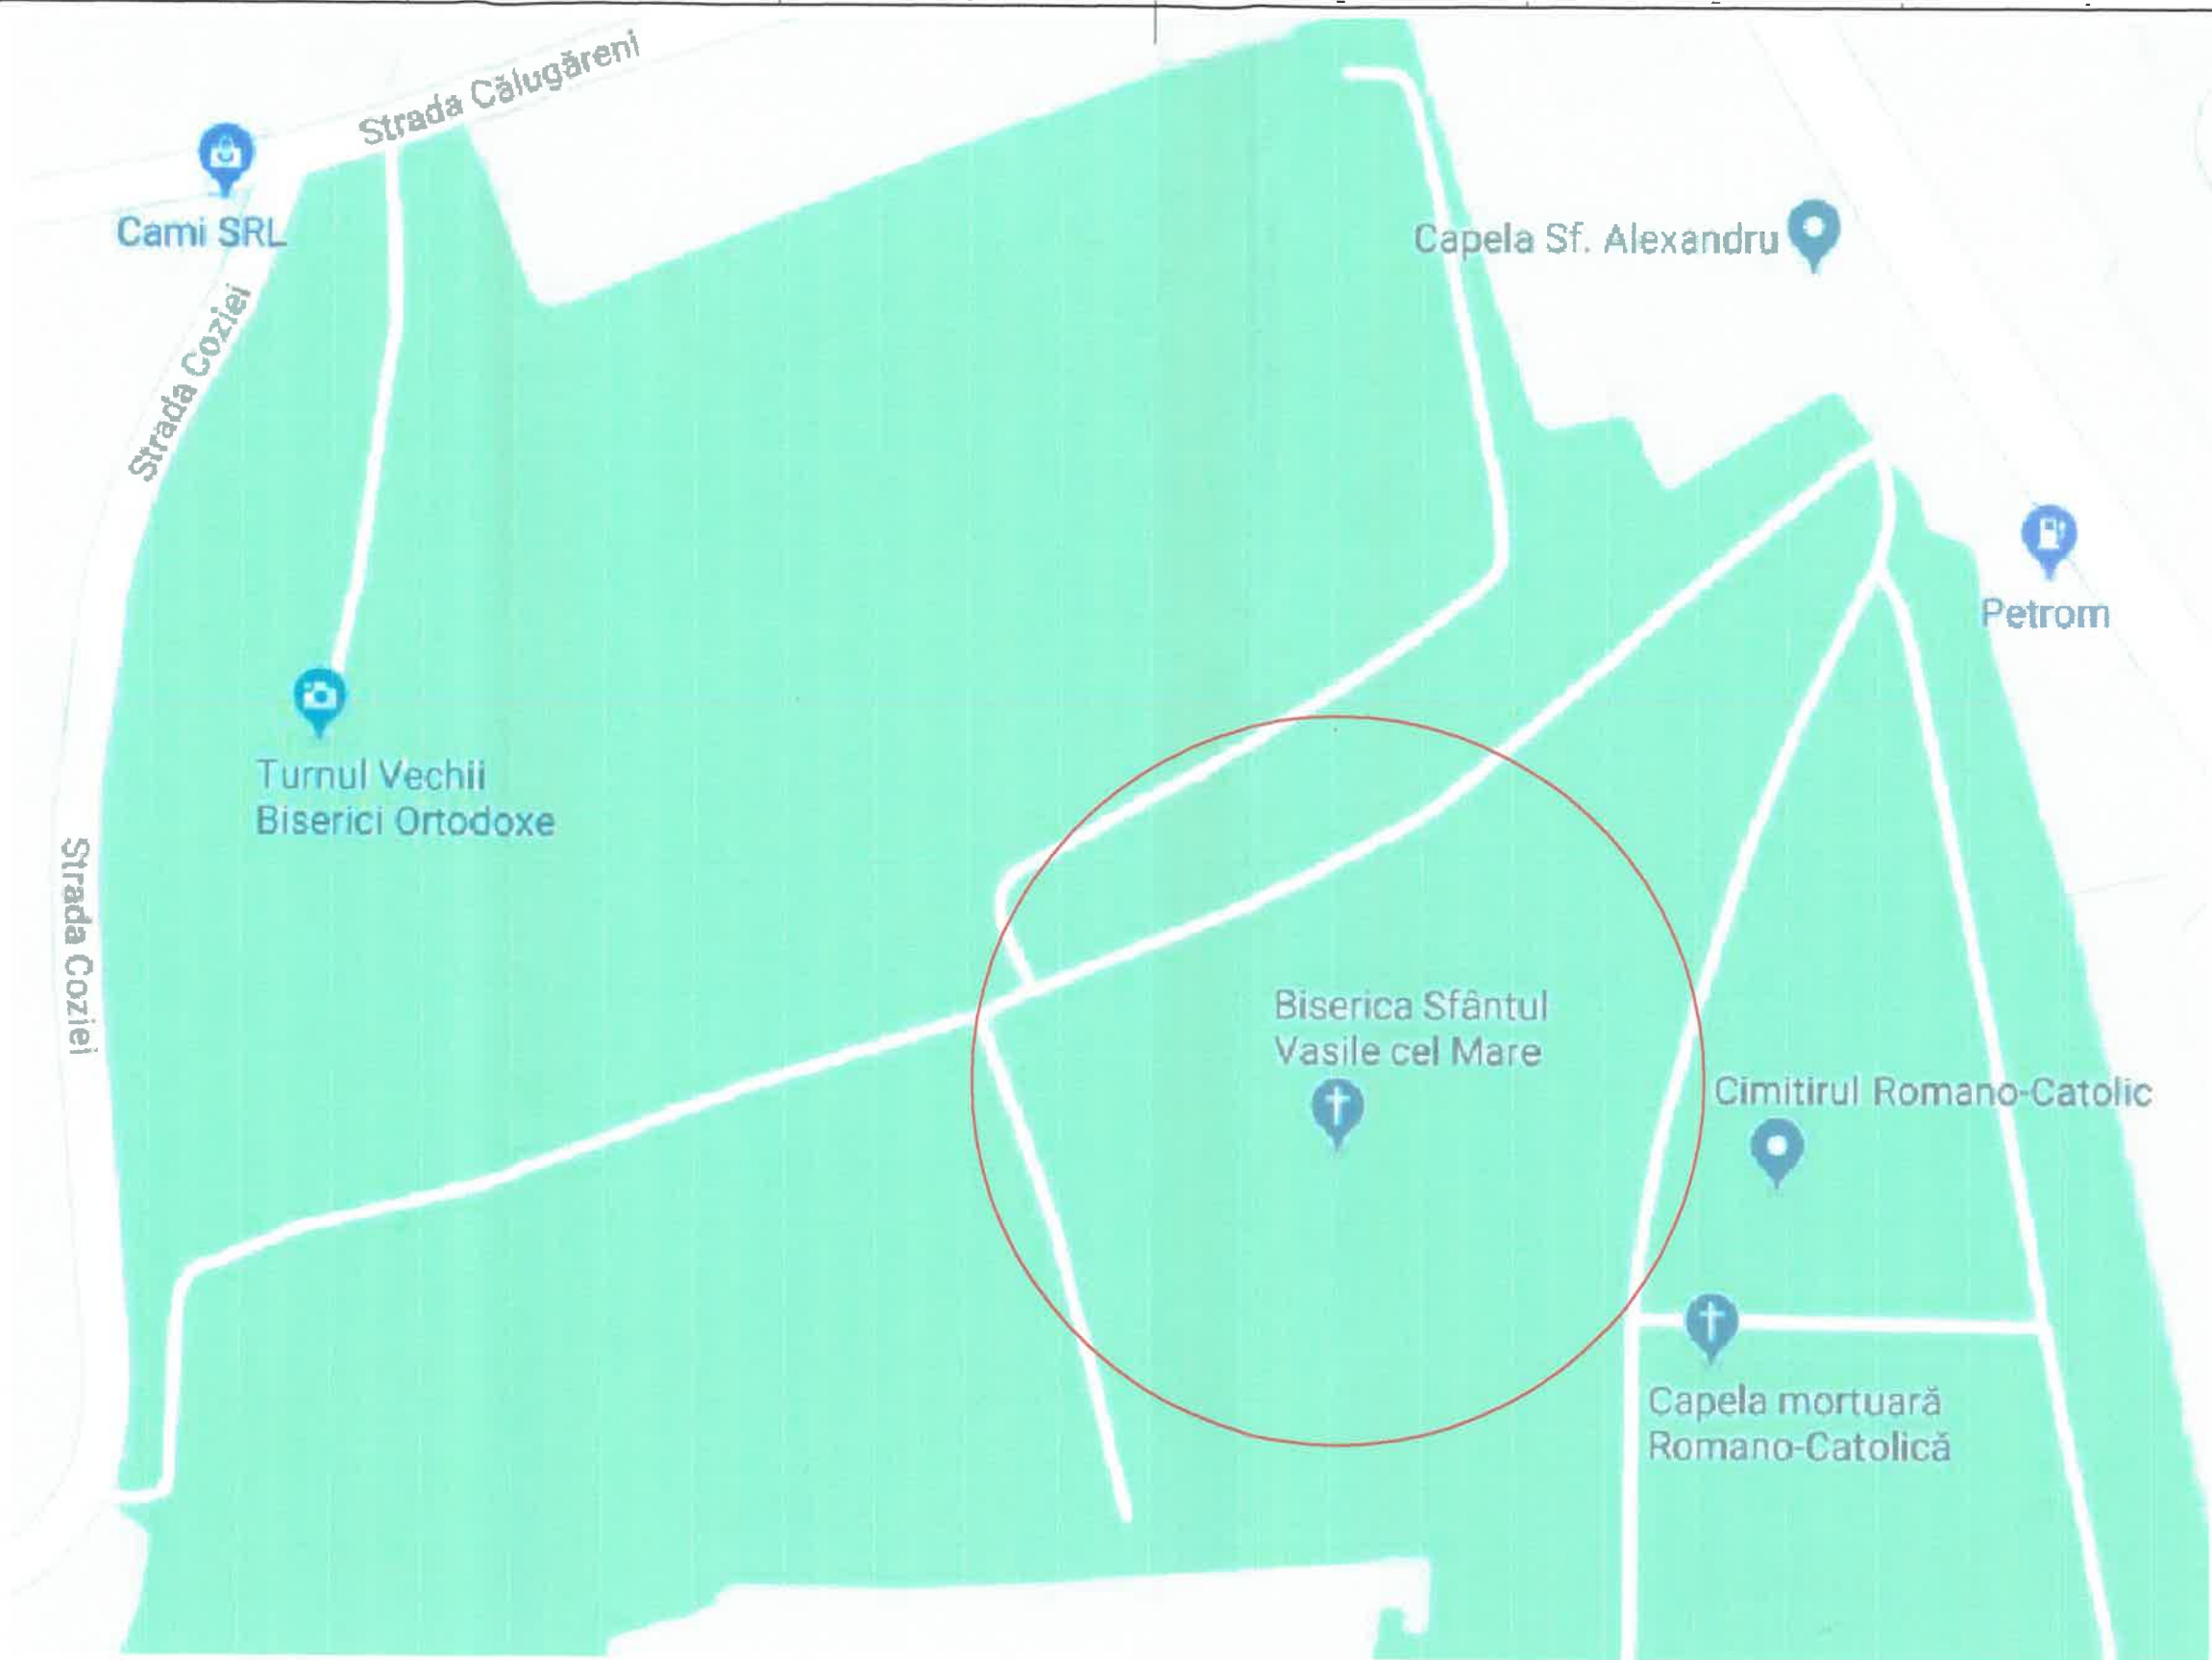 Strada Călugăreni
Cami SRL
Capela Sf. Alexandru
Strada Coziei
Petrom
Turnul Vechii
Biserici Ortodoxe
Strada Coziei
Biserica Sfântul
Vasile cel Mare
Cimitirul Romano-Catolic
Capela mortuară
Romano-Catolică